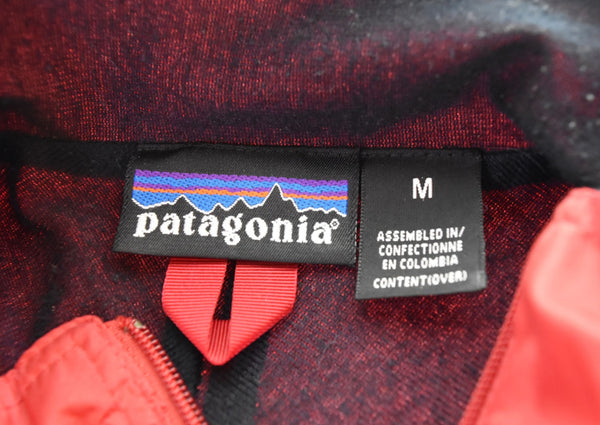 patagonia®
M
ASSEMBLED IN/
CONFECTIONNE
EN COLOMBIA
CONTENT(OVER)